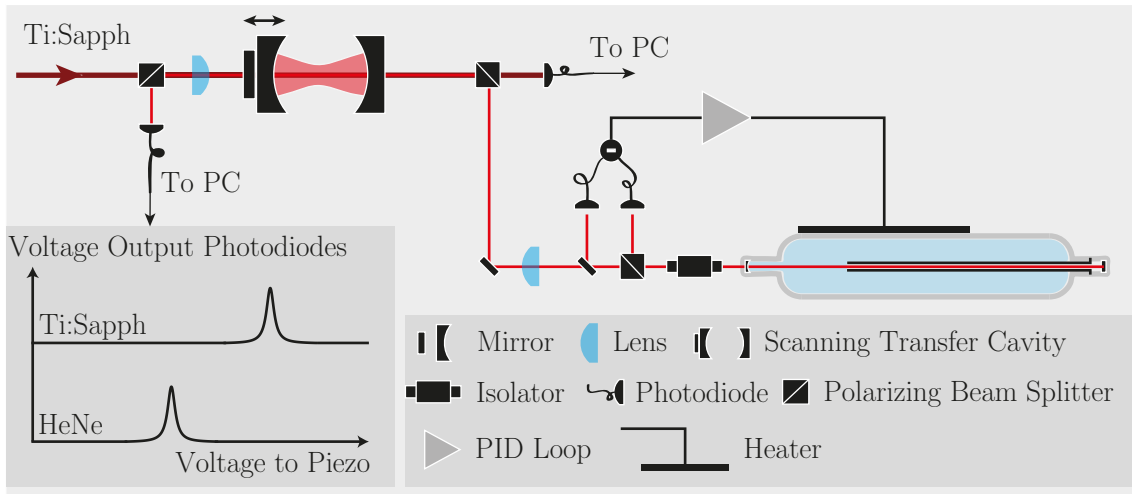 Ti:Sapph
To PC
To PC
Voltage Output Photodiodes
Ti:Sapph
HeNe
Voltage to Piezo
Mirror
Lens
Scanning Transfer Cavity
Isolator
Photodiode
Polarizing Beam Splitter
PID Loop
Heater